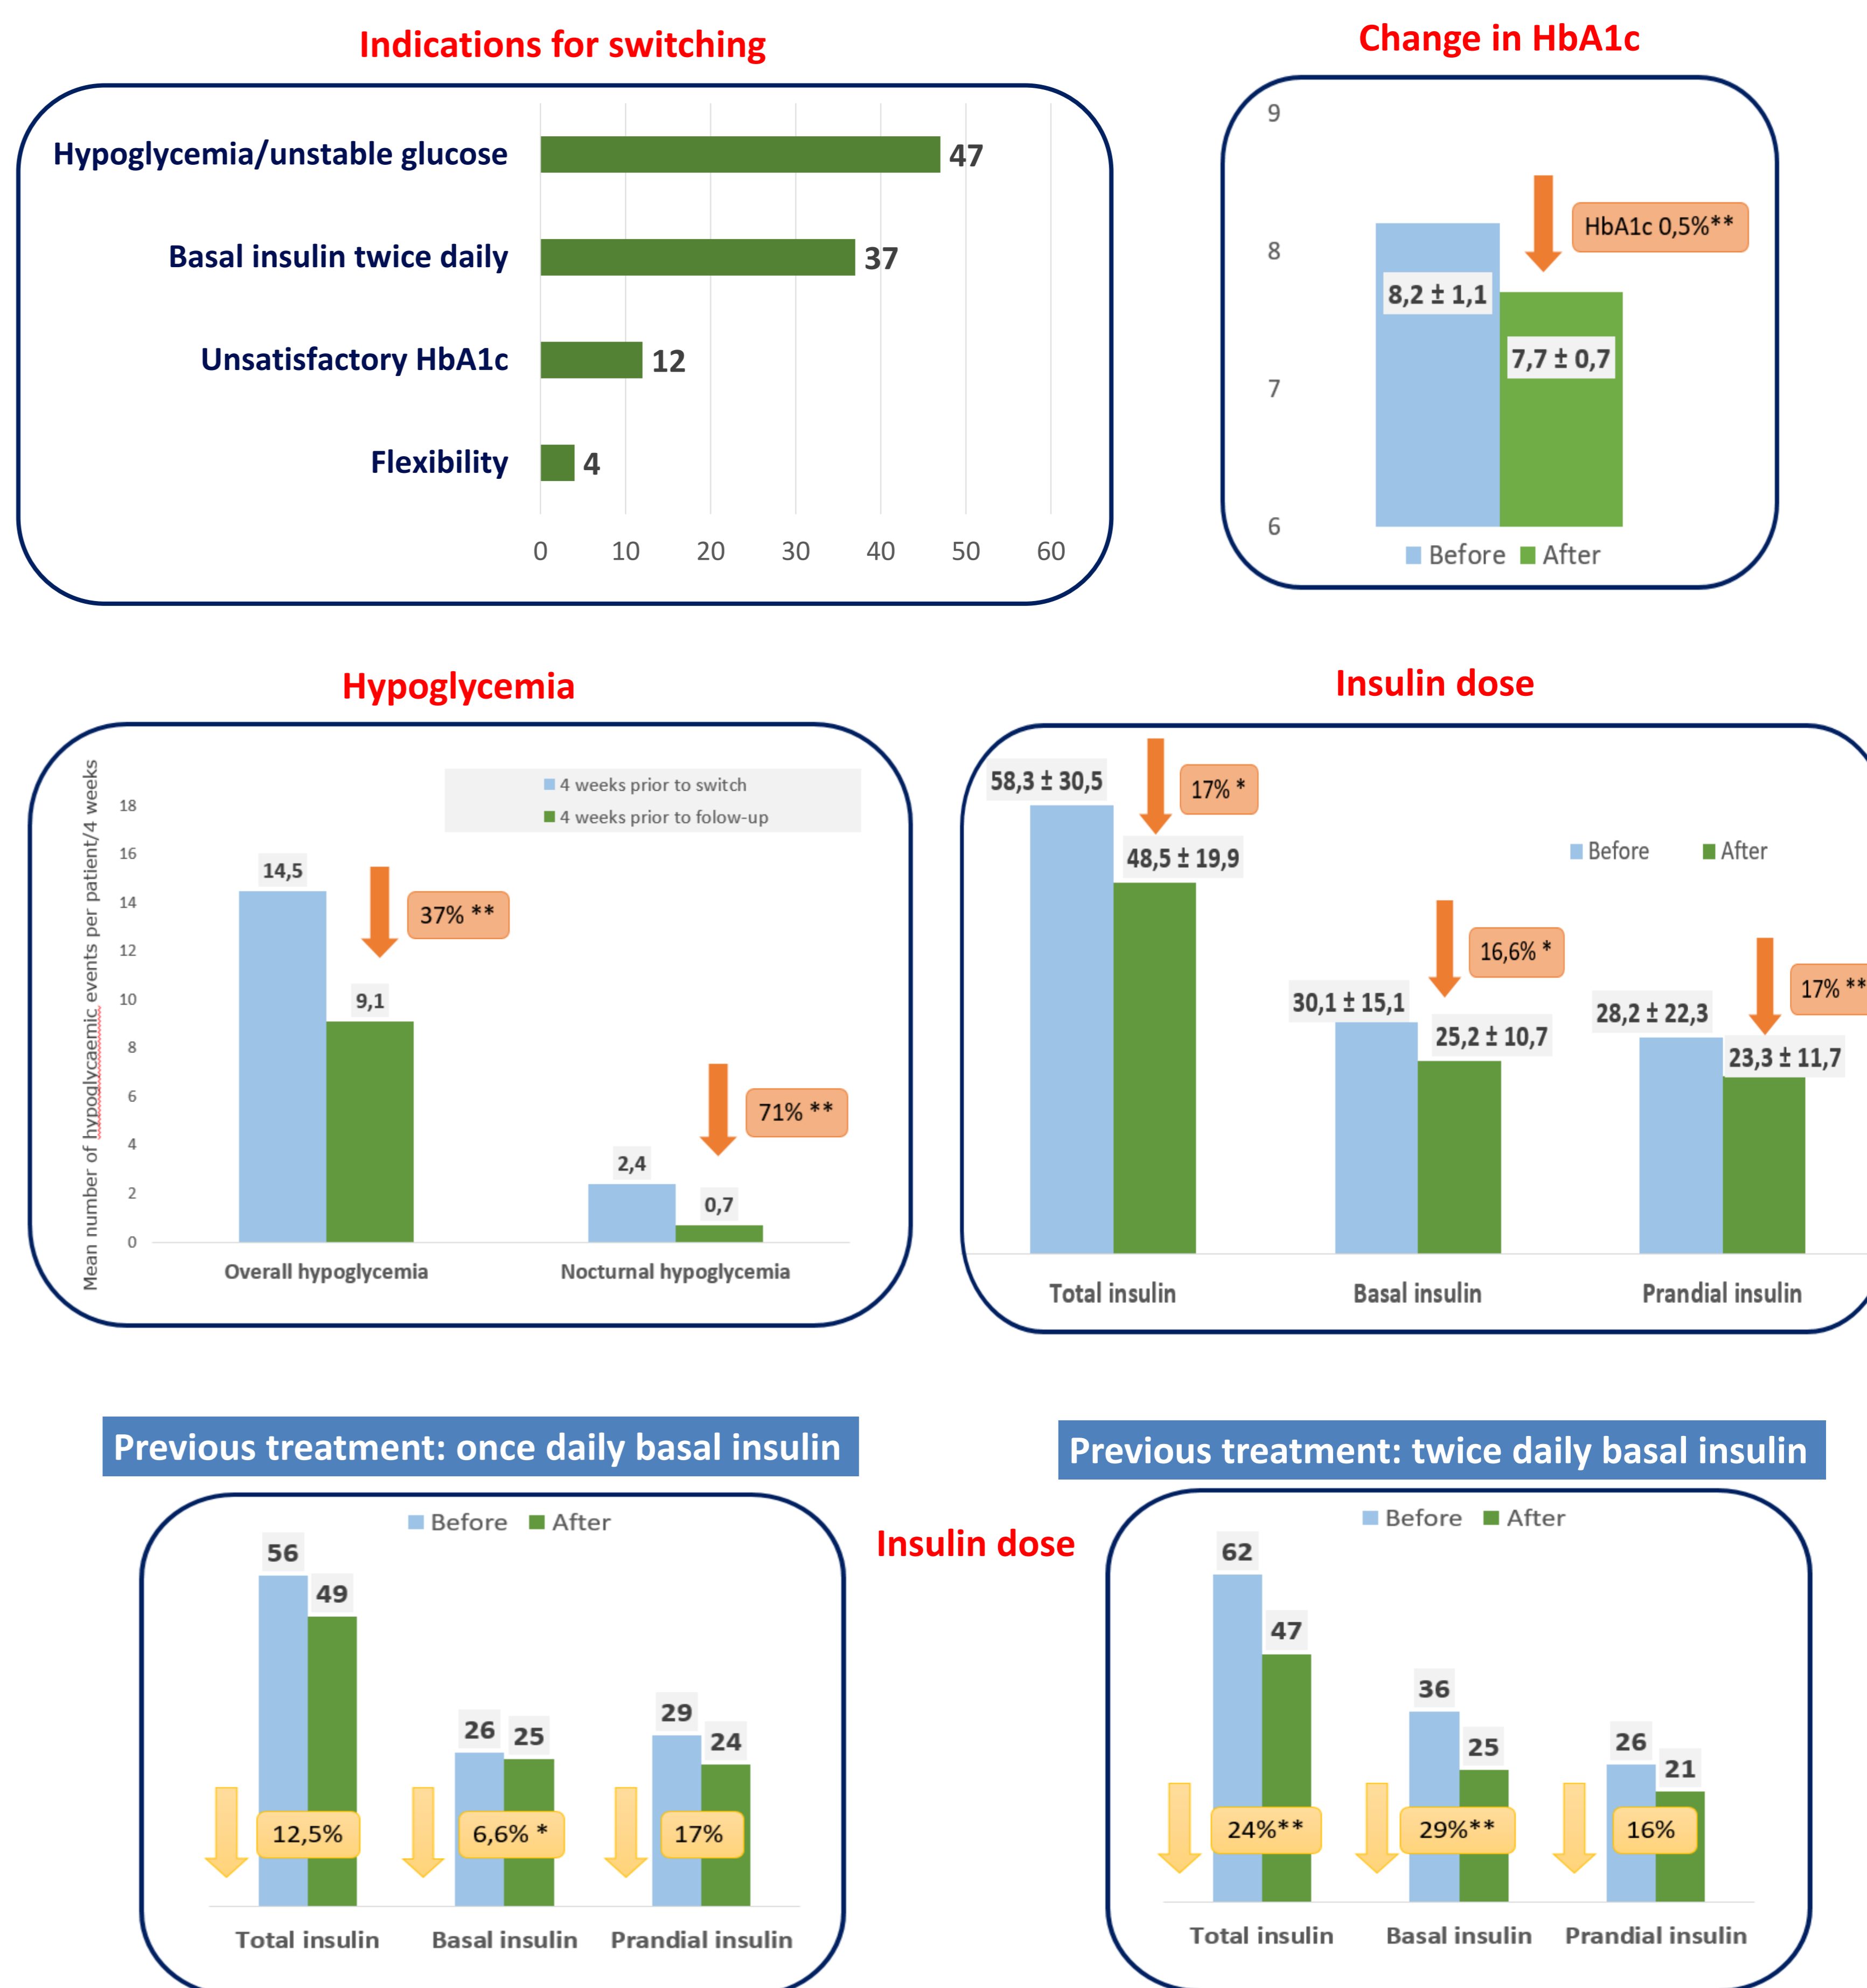 Indications for switching
Hypoglycemia/unstable glucose
47
Basal insulin twice daily
37
Unsatisfactory HbA1c
12
Flexibility
4
0 10 20 30 40 50 60
Change in HbA1c
9
8
7
6
HbA1c 0,5%**
8,2 ± 1,1
7,7 ± 0,7
Before After
Hypoglycemia
Mean number of hypoglycaemic events per patient/4 weeks
4 weeks prior to switch
4 weeks prior to folow-up
18
16
14
12
10
8
6
4
2
0
14,5
37% **
9,1
71% **
2,4
0,7
Overall hypoglycemia Nocturnal hypoglycemia
Insulin dose
58,3 ± 30,5
17% *
48,5 ± 19,9
Before After
16,6% *
30,1 ± 15,1
25,2 ± 10,7
17% **
28,2 ± 22,3
23,3 ± 11,7
Total insulin Basal insulin Prandial insulin
Previous treatment: once daily basal insulin
Before After
56
49
26
25
29
24
12,5%
6,6% *
17%
Total insulin Basal insulin Prandial insulin
Insulin dose
Previous treatment: twice daily basal insulin
Before After
62
47
36
25
26
21
24%**
29%**
16%
Total insulin Basal insulin Prandial insulin